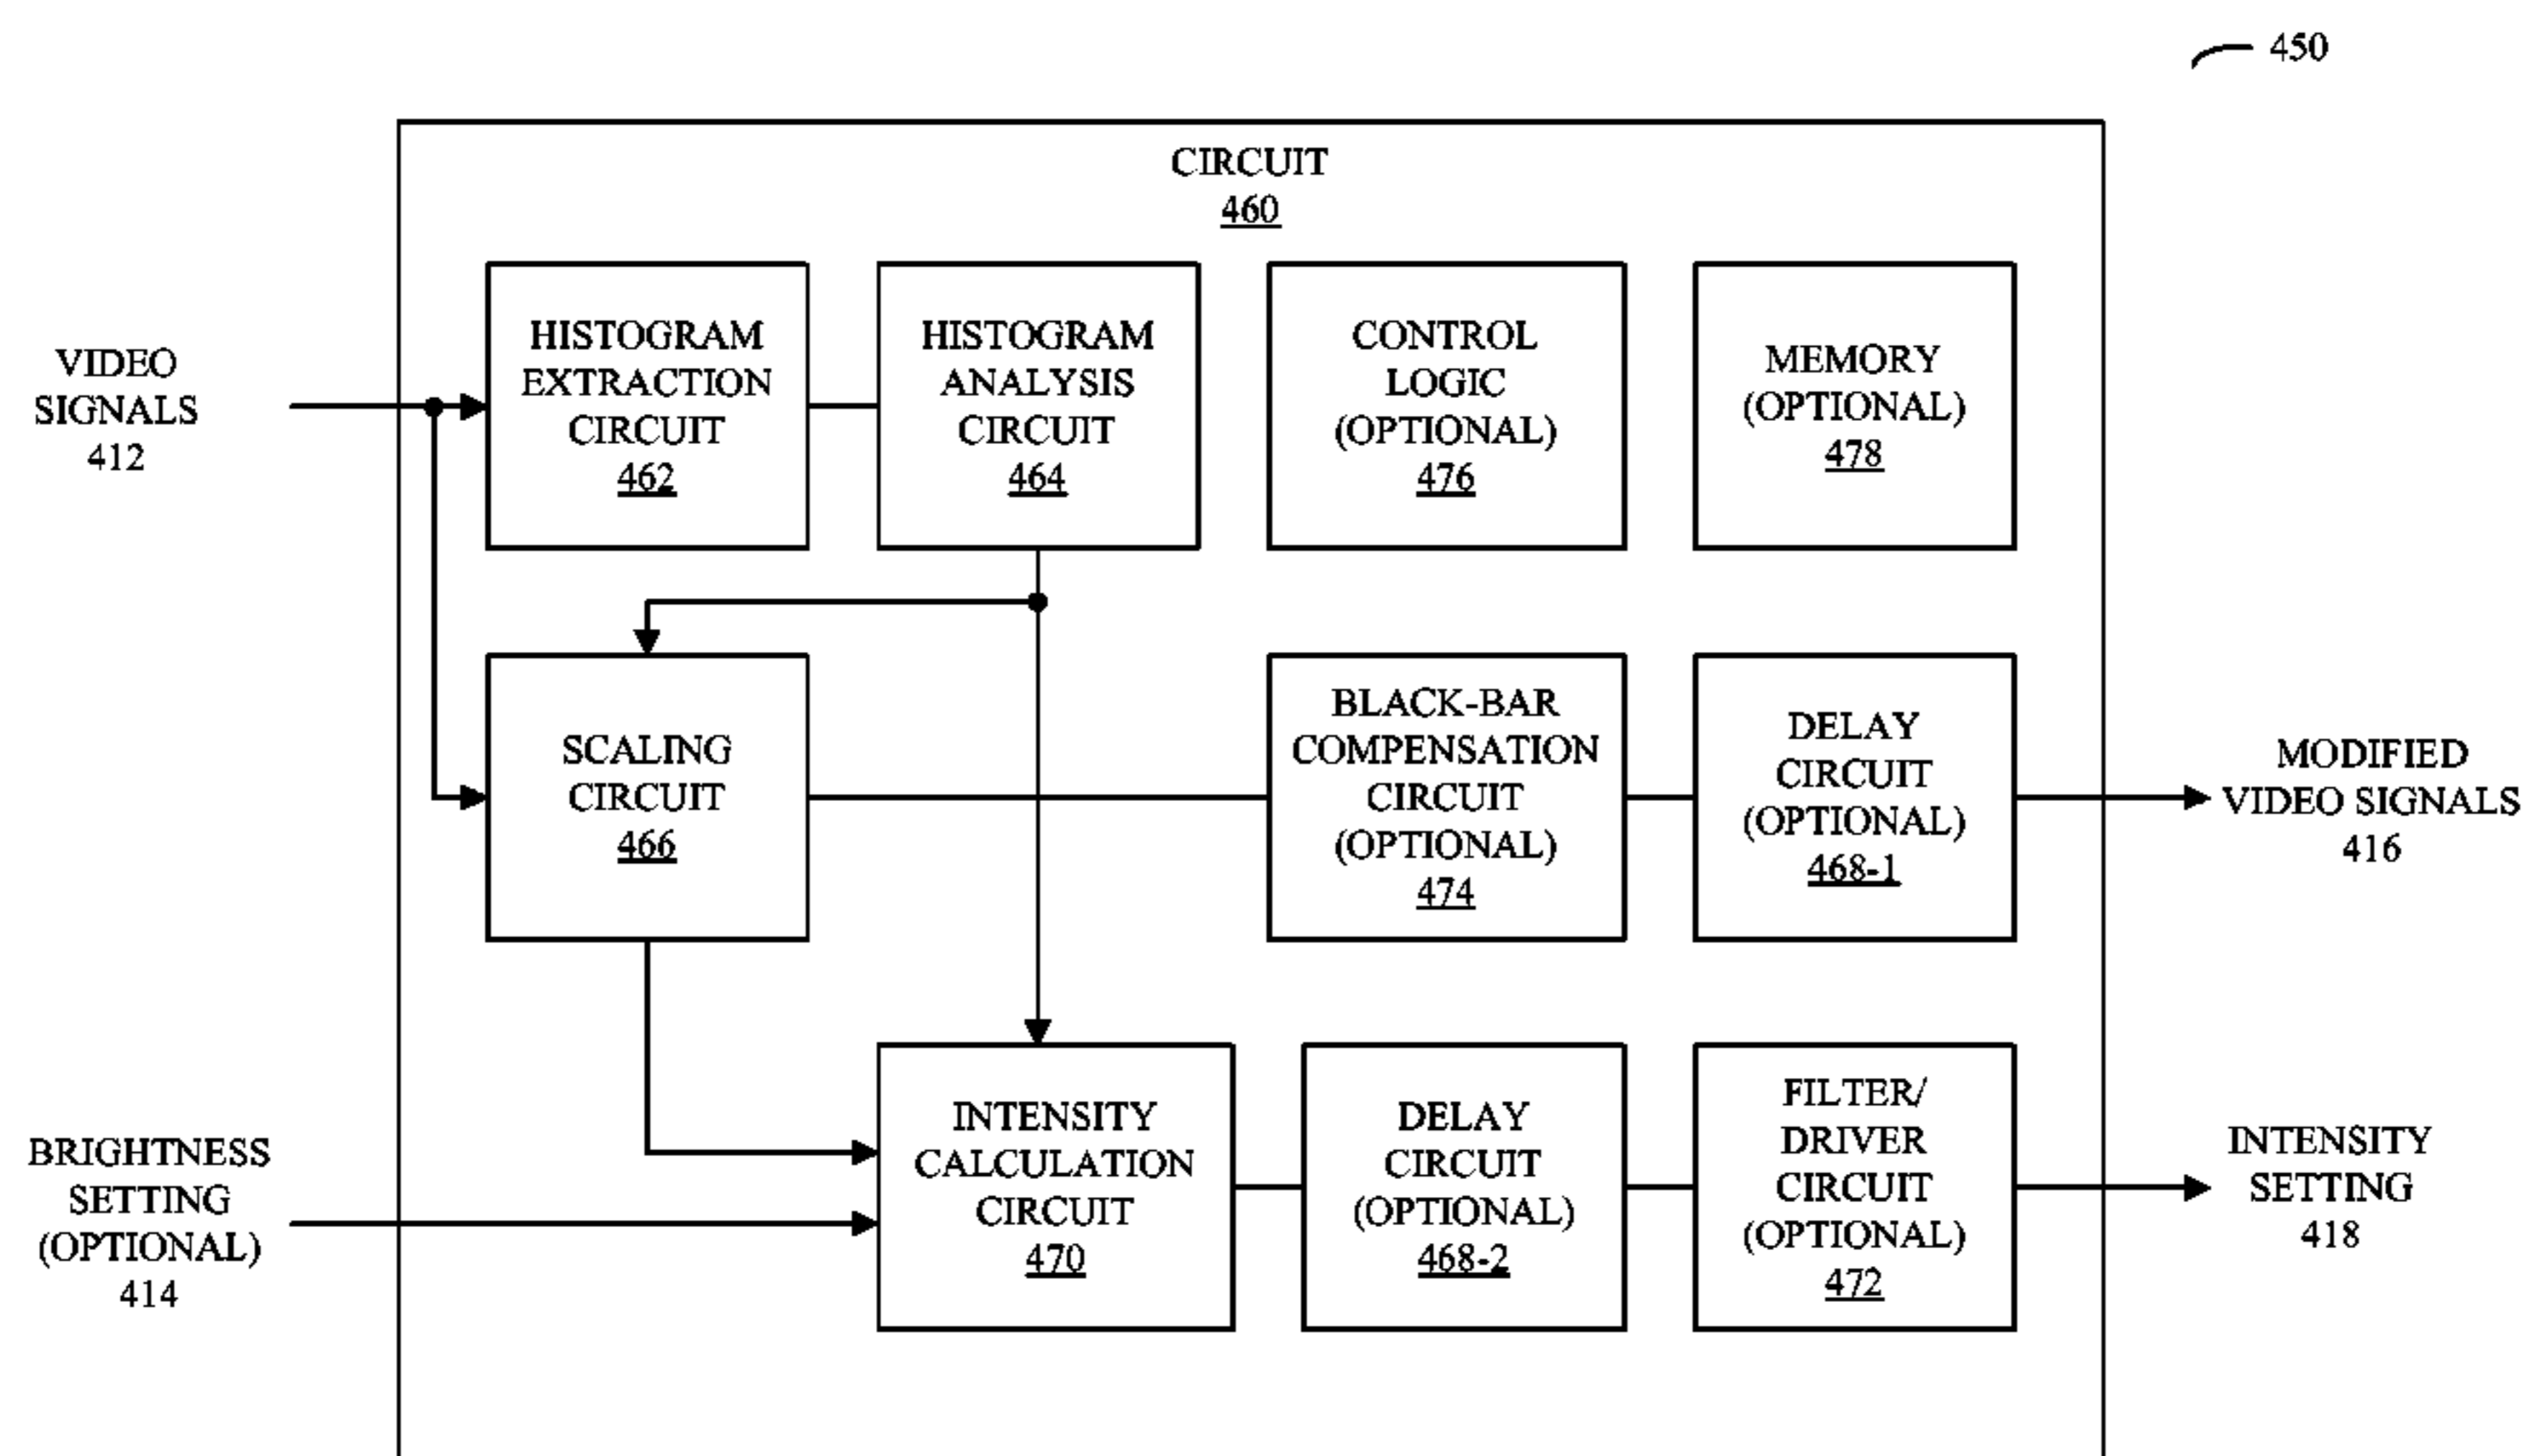 450
CIRCUIT
460
VIDEO
SIGNALS
412
HISTOGRAM
EXTRACTION
CIRCUIT
462
HISTOGRAM
ANALYSIS
CIRCUIT
464
CONTROL
LOGIC
(OPTIONAL)
476
MEMORY
(OPTIONAL)
478
SCALING
CIRCUIT
466
BLACK-BAR
COMPENSATION
CIRCUIT
(OPTIONAL)
474
DELAY
CIRCUIT
(OPTIONAL)
468-1
MODIFIED
VIDEO SIGNALS
416
BRIGHTNESS
SETTING
(OPTIONAL)
414
INTENSITY
CALCULATION
CIRCUIT
470
DELAY
CIRCUIT
(OPTIONAL)
468-2
FILTER/
DRIVER
CIRCUIT
(OPTIONAL)
472
INTENSITY
SETTING
418